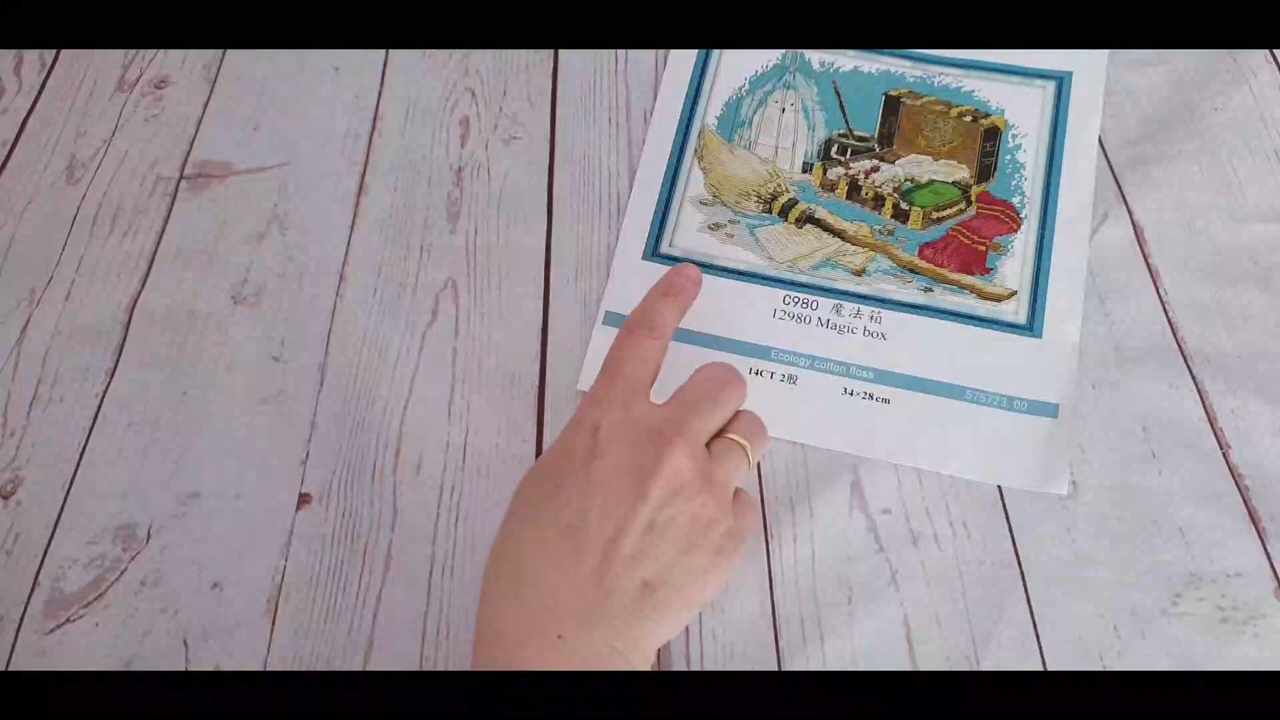 C980 魔法箱
12980 Magic box
Ecology cotton floss
575723.00
14CT 2股
34×28cm